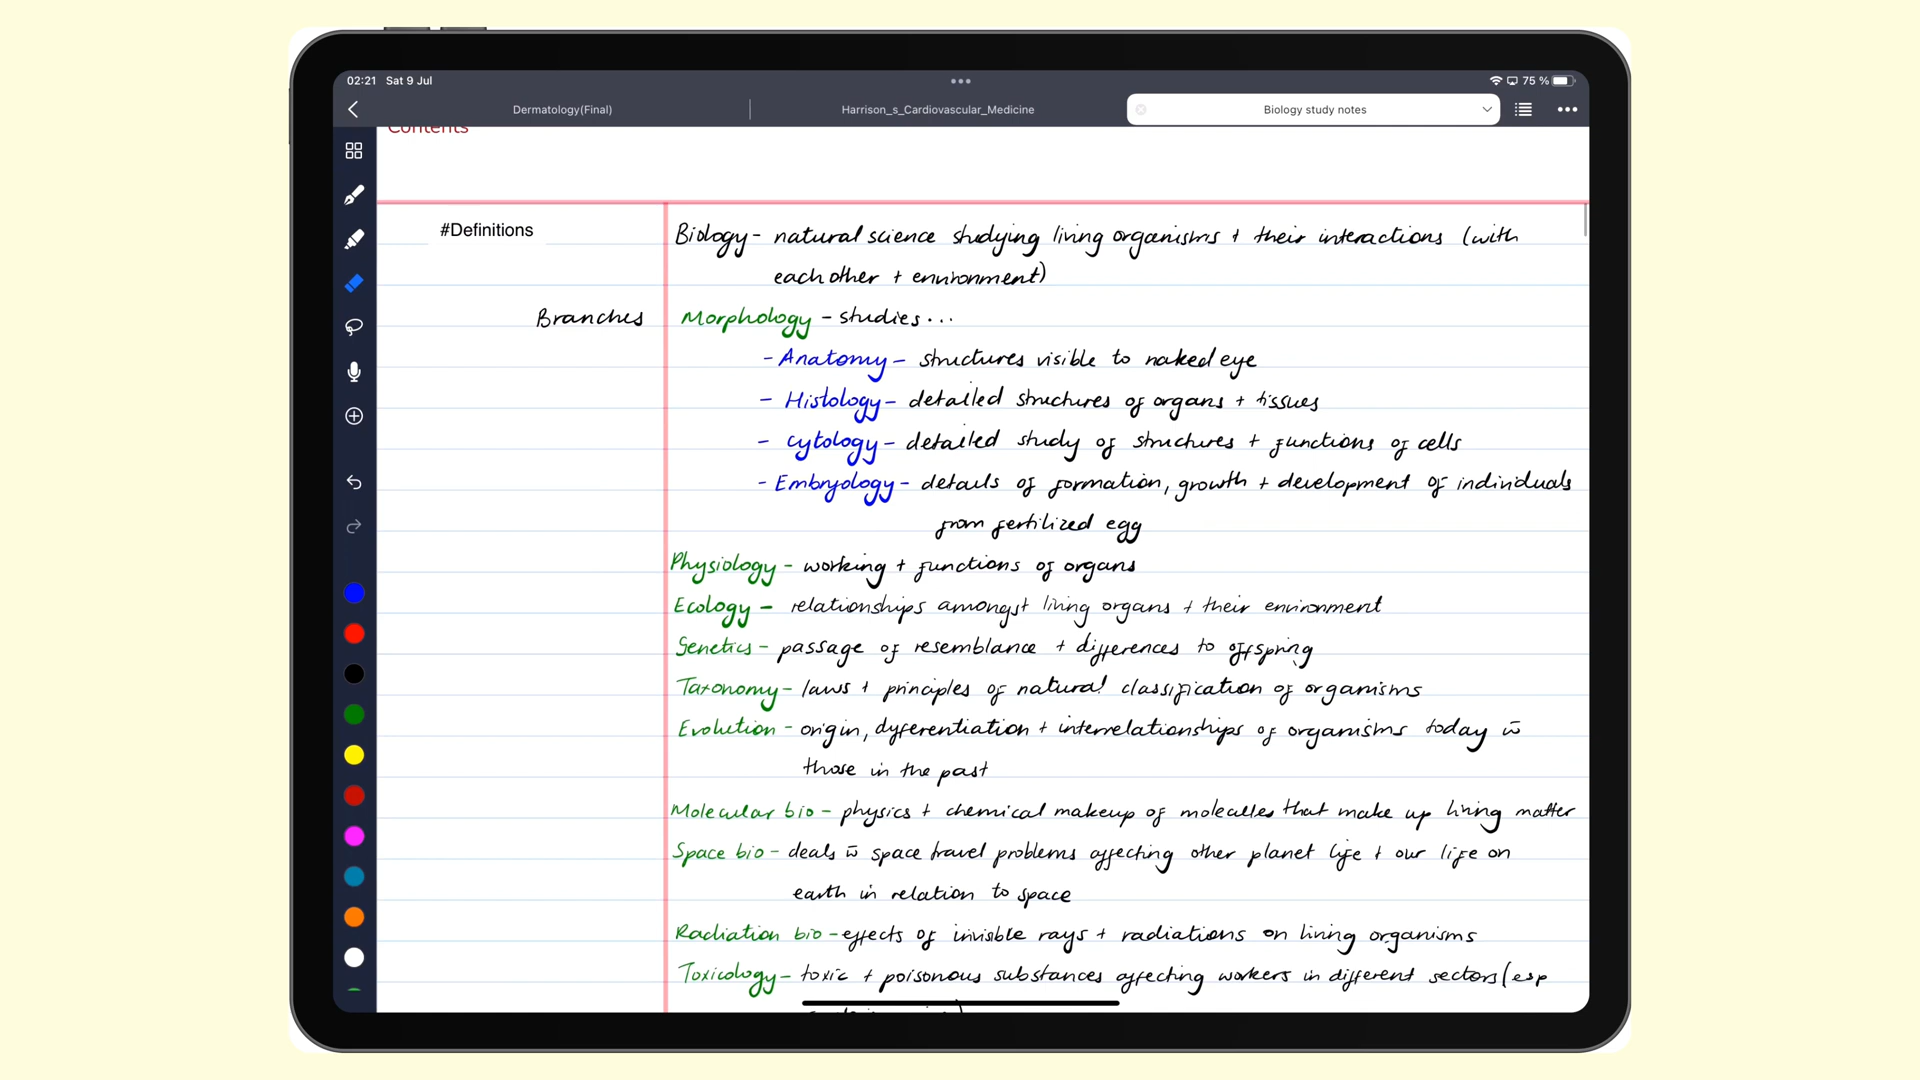 02:21 Sat 9 Jul
75 %
Dermatology(Final)
Harrison_s_Cardiovascular_Medicine
Biology study notes
Contents
#Definitions
Biology - natural science studying living organisms + their interactions (with
each other + environment)
Branches
Morphology - studies...
- Anatomy - structures visible to naked eye
- Histology - detailed structures of organs + tissues
- Cytology - detailed study of structures + functions of cells
- Embryology - details of formation, growth + development of individuals
from fertilized egg
Physiology - working + functions of organs
Ecology - relationships amongst living organs + their environment
Genetics - passage of resemblance + differences to offspring
Taxonomy - laws + principles of natural classification of organisms
Evolution - origin, dyferentiation + interrelationships of organisms today w̄
those in the past
Molecular bio - physics + chemical makeup of molecules that make up living matter
Space bio - deals w̄ space travel problems affecting other planet life + our life on
earth in relation to space
Radiation bio - effects of invisible rays + radiations on living organisms
Toxicology - toxic + poisonous substances affecting workers in different sectors (esp